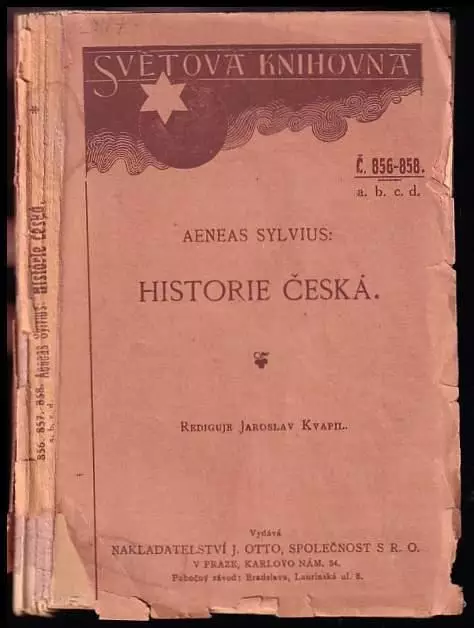 SVĚTOVÁ KNIHOVNA
Č. 856-858.
a. b. c. d.
AENEAS SYLVIUS:
HISTORIE ČESKÁ.
REDIGUJE JAROSLAV KVAPIL.
Vydává
NAKLADATELSTVÍ J. OTTO, SPOLEČNOST S R. O.
V PRAZE, KARLOVO NÁM. 34.
Pobočný závod: Bratislava, Laurinská ul. 8.
856. 857. 858. Aeneas Sylvius: Historie česká.
a. b. c. d.